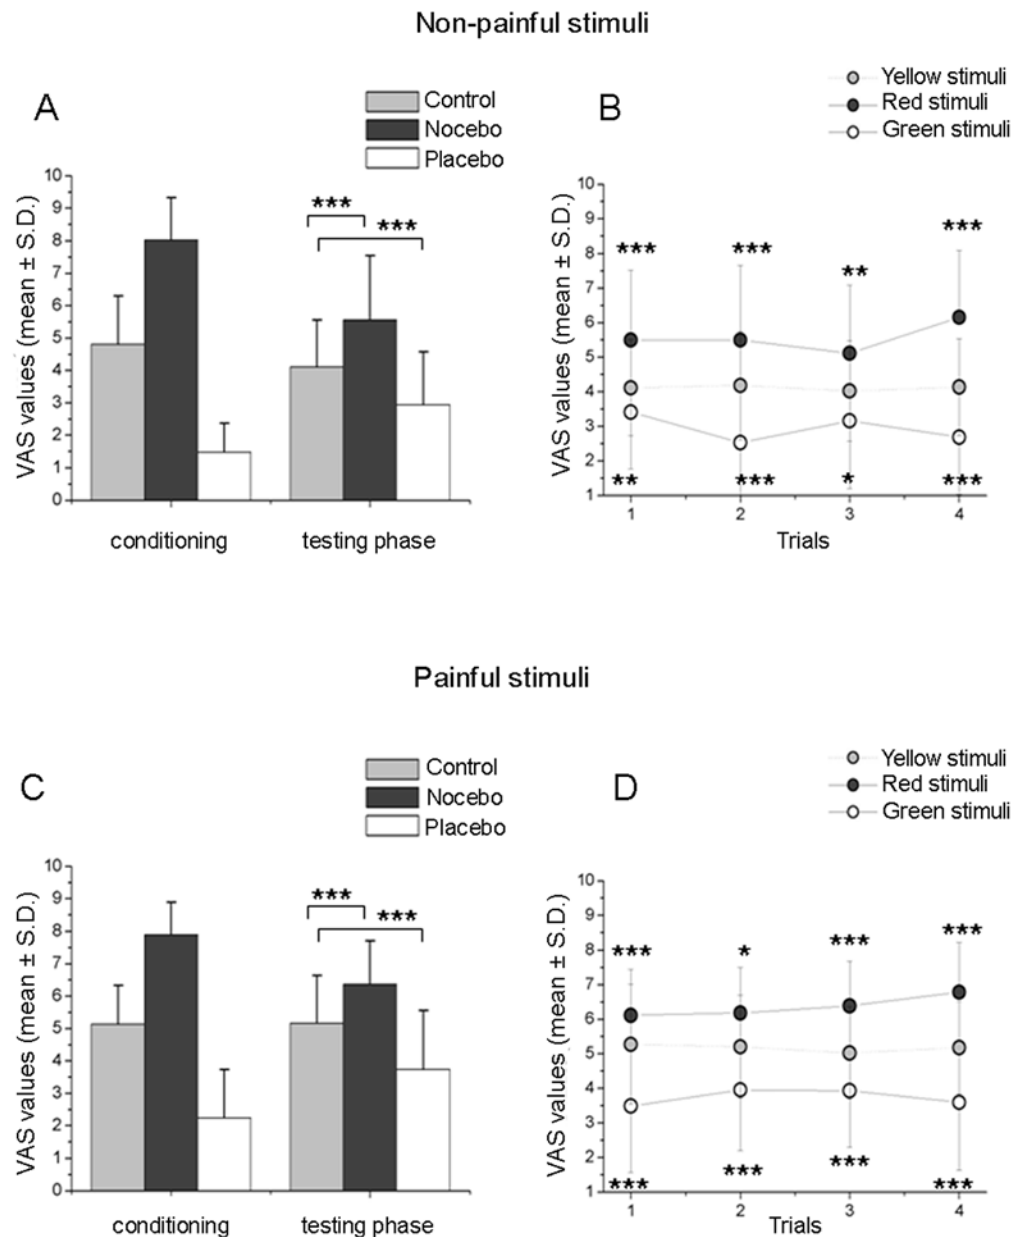 Non-painful stimuli
A
Control
Nocebo
Placebo
VAS values (mean ± S.D.)
10
9
8
7
6
5
4
3
2
1
0
***
***
conditioning
testing phase
B
Yellow stimuli
Red stimuli
Green stimuli
VAS values (mean ± S.D.)
10
9
8
7
6
5
4
3
2
1
*** *** ** ***
** *** * ***
1 2 3 4
Trials
Painful stimuli
C
Control
Nocebo
Placebo
VAS values (mean ± S.D.)
10
9
8
7
6
5
4
3
2
1
0
***
***
conditioning
testing phase
D
Yellow stimuli
Red stimuli
Green stimuli
VAS values (mean ± S.D.)
10
9
8
7
6
5
4
3
2
1
*** * *** ***
*** *** *** ***
1 2 3 4
Trials